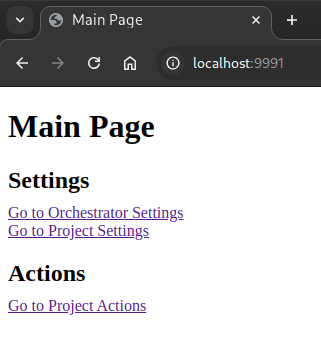 Main Page
localhost:9991
Main Page
Settings
Go to Orchestrator Settings
Go to Project Settings
Actions
Go to Project Actions